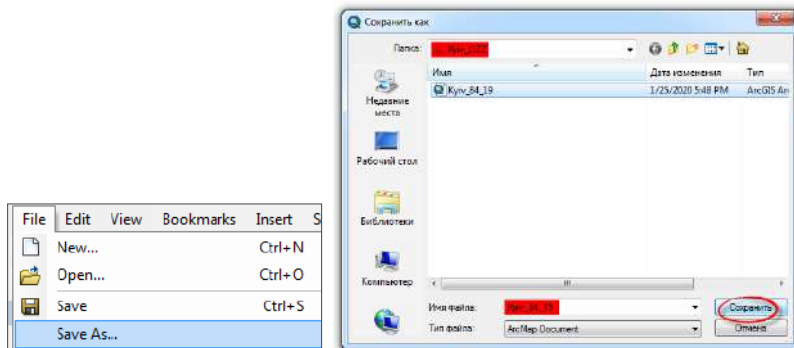 File Edit View Bookmarks Insert S
New... Ctrl+N
Open... Ctrl+O
Save Ctrl+S
Save As...
Сохранить как
Папка: Kyiv_DZZ
Имя Дата изменения Тип
Kyiv_84_19 1/25/2020 5:48 PM ArcGIS Arc
Недавние места
Рабочий стол
Библиотеки
Компьютер
Имя файла: Kyiv_84_19
Сохранить
Тип файла: ArcMap Document
Отмена